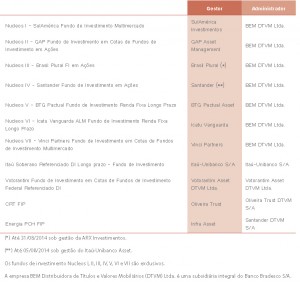 Gestor Administrador
Nucleos I – SulAmérica Fundo de Investimento Multimercado SulAmérica Investimentos BEM DTVM Ltda.
Nucleos II – GAP Fundo de Investimento em Cotas de Fundos de Investimento em Ações GAP Asset Management BEM DTVM Ltda.
Nucleos III – Brasil Plural FI em Ações Brasil Plural (*) BEM DTVM Ltda.
Nucleos IV – Santander Fundo de Investimento em Ações Santander (**) BEM DTVM Ltda.
Nucleos V – BTG Pactual Fundo de Investimento Renda Fixa Longo Prazo BTG Pactual Asset BEM DTVM Ltda.
Nucleos VI – Icatu Vanguarda ALM Fundo de Investimento Renda Fixa Longo Prazo Icatu Vanguarda BEM DTVM Ltda.
Nucleos VII – Vinci Partners Fundo de Investimento em Cotas de Fundos de Investimento Multimercado Vinci Partners BEM DTVM Ltda.
Itaú Soberano Referenciado DI Longo prazo – Fundo de Investimento Itaú-Unibanco S/A. Itaú-Unibanco S/A.
Votorantim Fundo de Investimento em Cotas de Fundos de Investimento Federal Referenciado DI Votorantim Asset DTVM Ltda. Votorantim Asset DTVM Ltda.
CRT FIP Oliveira Trust Oliveira Trust DTVM S/A
Energia PCH FIP Infra Asset Santander DTVM S/A
(*) Até 21/08/2014 sob gestão da ARX Investimentos.
(**) Até 05/08/2014 sob gestão do Itaú-Unibanco Asset.
Os fundos de investimento Nucleos I, II, III, IV, V, VI e VII são exclusivos.
A empresa BEM Distribuidora de Títulos e Valores Mobiliários (DTVM) Ltda. é uma subsidiária integral do Banco Bradesco S/A.